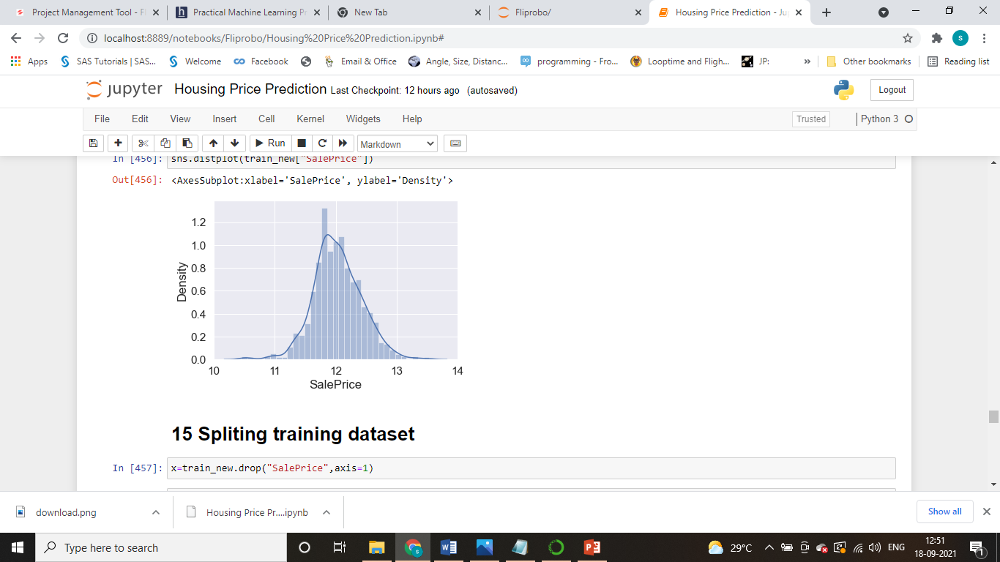 Project Management Tool - Fl
Practical Machine Learning Pr
New Tab
Fliprobo/
Housing Price Prediction - Ju
localhost:8889/notebooks/Fliprobo/Housing%20Price%20Prediction.ipynb#
s
Apps
SAS Tutorials | SAS...
Welcome
Facebook
Email & Office
Angle, Size, Distanc...
programming - Fro...
Looptime and Fligh...
JP:
»
Other bookmarks
Reading list
jupyter
Housing Price Prediction
Last Checkpoint: 12 hours ago (autosaved)
Logout
File Edit View Insert Cell Kernel Widgets Help
Trusted
Python 3
Run
Markdown
In [456]: sns.distplot(train_new["SalePrice"])
Out[456]: <AxesSubplot:xlabel='SalePrice', ylabel='Density'>
1.2
1.0
0.8
0.6
0.4
0.2
0.0
Density
10 11 12 13 14
SalePrice
15 Spliting training dataset
In [457]: x=train_new.drop("SalePrice",axis=1)
download.png
Housing Price Pr....ipynb
Show all
Type here to search
29°C
ENG
12:51
18-09-2021
1